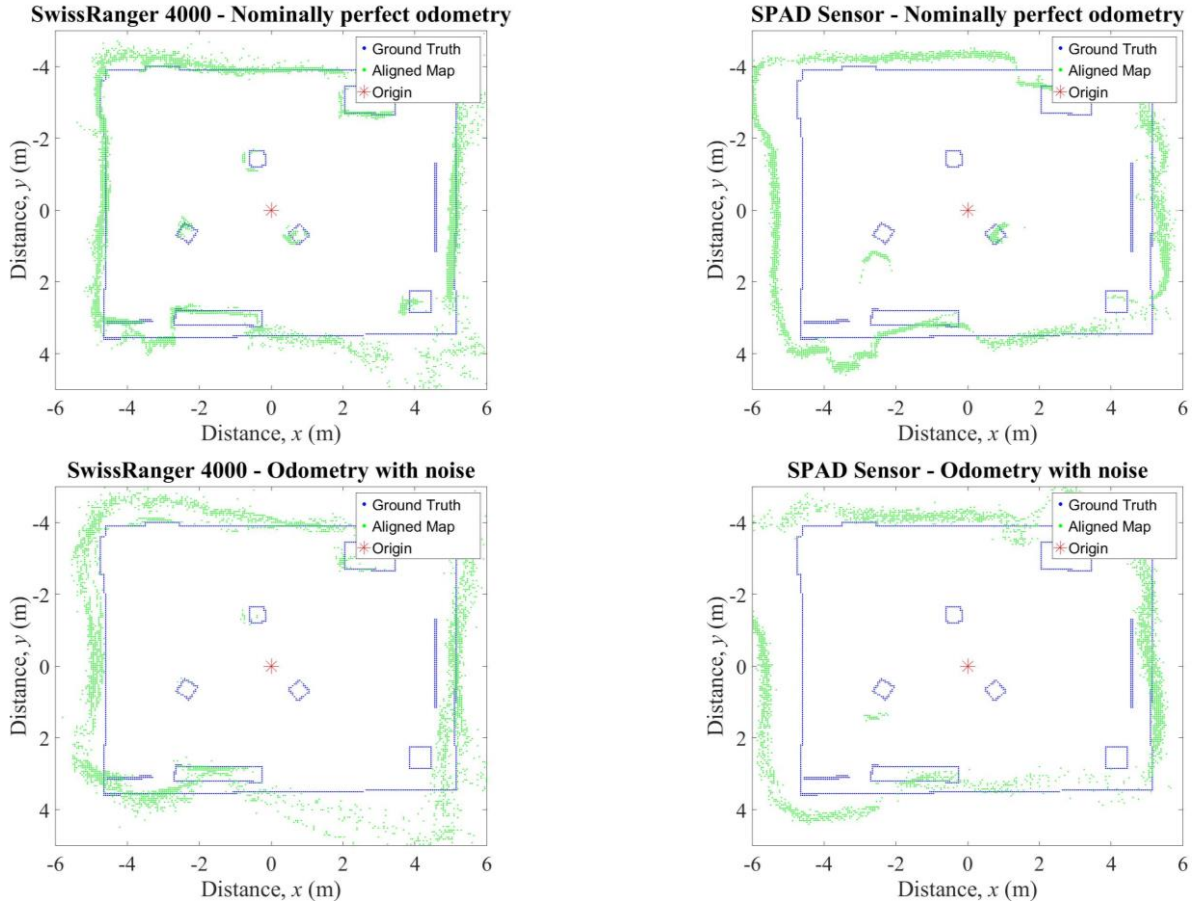 SwissRanger 4000 - Nominally perfect odometry
Ground Truth
Aligned Map
Origin
-4
-2
0
2
4
Distance, y (m)
-6 -4 -2 0 2 4 6
Distance, x (m)
SPAD Sensor - Nominally perfect odometry
Ground Truth
Aligned Map
Origin
-4
-2
0
2
4
Distance, y (m)
-6 -4 -2 0 2 4 6
Distance, x (m)
SwissRanger 4000 - Odometry with noise
Ground Truth
Aligned Map
Origin
-4
-2
0
2
4
Distance, y (m)
-6 -4 -2 0 2 4 6
Distance, x (m)
SPAD Sensor - Odometry with noise
Ground Truth
Aligned Map
Origin
-4
-2
0
2
4
Distance, y (m)
-6 -4 -2 0 2 4 6
Distance, x (m)